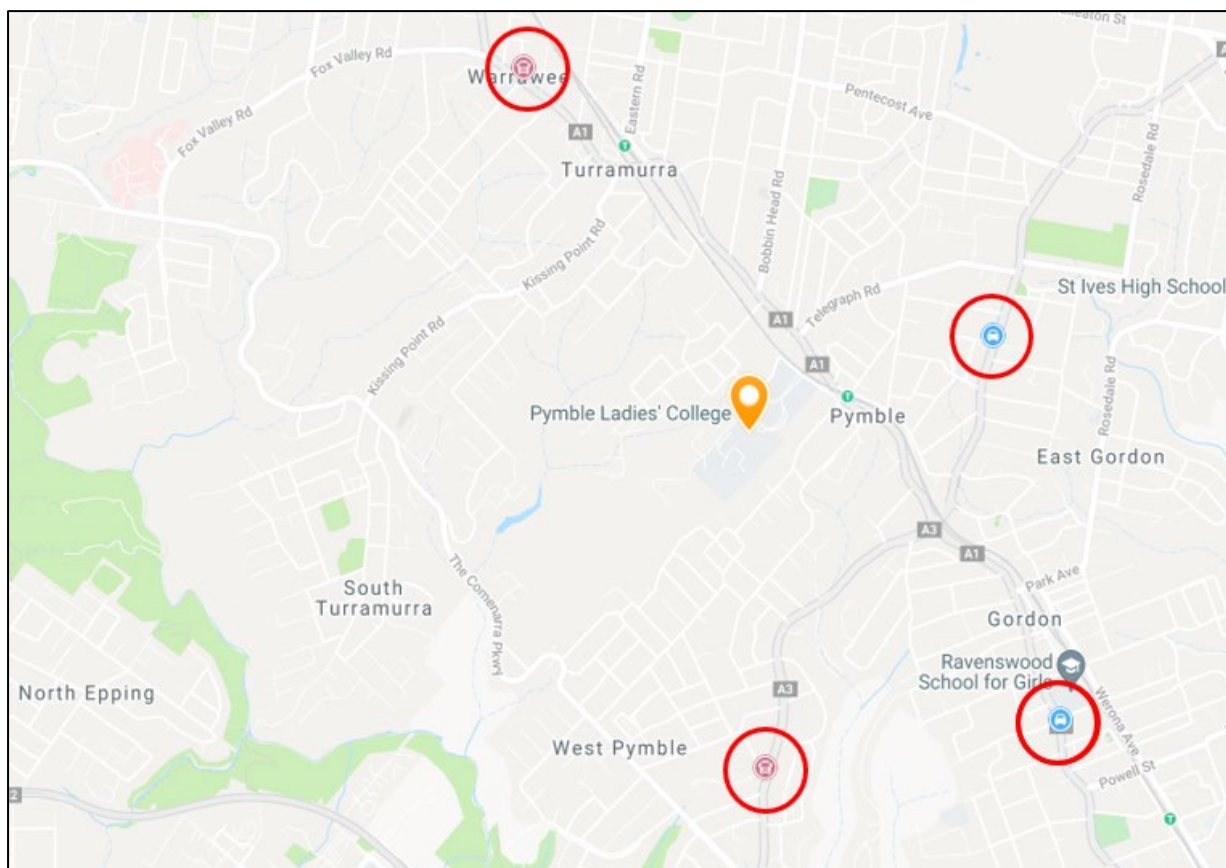 Fox Valley Rd
Warrawee
Eastern Rd
Pentecost Ave
A1
Fox Valley Rd
T
Turramurra
Rosedale Rd
Bobbin Head Rd
Kissing Point Rd
Telegraph Rd
St Ives High School
A1
Kissing Point Rd
A1
T
Pymble Ladies' College
Pymble
Rosedale Rd
East Gordon
A3
A1
The Comenarra Pkwy
South
Turramurra
Park Ave
Gordon
Ravenswood
School for Girls
North Epping
A3
Werona Ave
West Pymble
Powell St
2
T